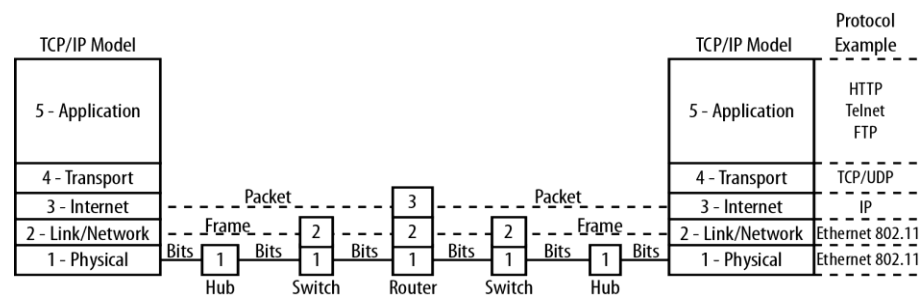 Protocol
TCP/IP Model TCP/IP Model Example
5 - Application 5 - Application HTTP
Telnet
FTP
4 - Transport 4 - Transport TCP/UDP
3 - Internet Packet 3 Packet 3 - Internet IP
2 - Link/Network Frame 2 2 2 Frame 2 - Link/Network Ethernet 802.11
1 - Physical Bits 1 Bits 1 Bits 1 Bits 1 Bits 1 Bits 1 - Physical Ethernet 802.11
Hub Switch Router Switch Hub